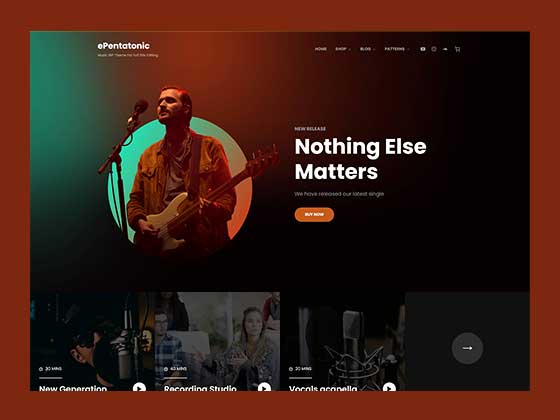 ePentatonic
Music WP Theme For Full Site Editing
HOME SHOP BLOG PATTERNS
NEW RELEASE
Nothing Else
Matters
We have released our latest single
BUY NOW
30 MINS
40 MINS
30 MINS
New Generation
Recording Studio
Vocals acapella